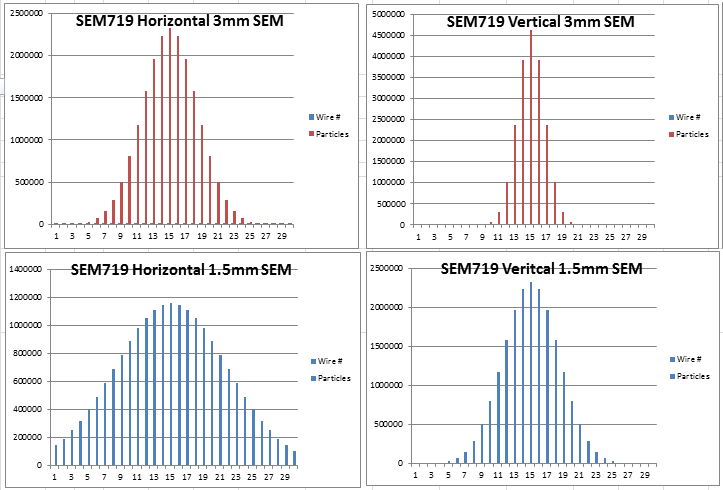 SEM719 Horizontal 3mm SEM
2500000
2000000
1500000
1000000
500000
0
1 3 5 7 9 11 13 15 17 19 21 23 25 27 29
Wire #
Particles
SEM719 Vertical 3mm SEM
5000000
4500000
4000000
3500000
3000000
2500000
2000000
1500000
1000000
500000
0
1 3 5 7 9 11 13 15 17 19 21 23 25 27 29
Wire #
Particles
SEM719 Horizontal 1.5mm SEM
1400000
1200000
1000000
800000
600000
400000
200000
0
1 3 5 7 9 11 13 15 17 19 21 23 25 27 29
Wire #
Particles
SEM719 Veritcal 1.5mm SEM
2500000
2000000
1500000
1000000
500000
0
1 3 5 7 9 11 13 15 17 19 21 23 25 27 29
Wire #
Particles